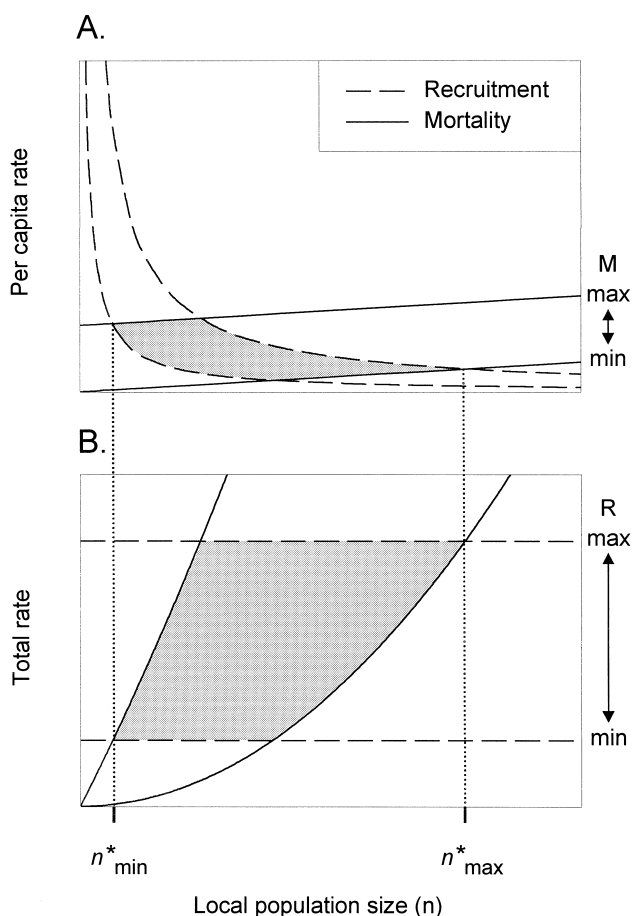 A.
Recruitment
Mortality
Per capita rate
M
max
min
B.
R
max
Total rate
min
n*min
n*max
Local population size (n)